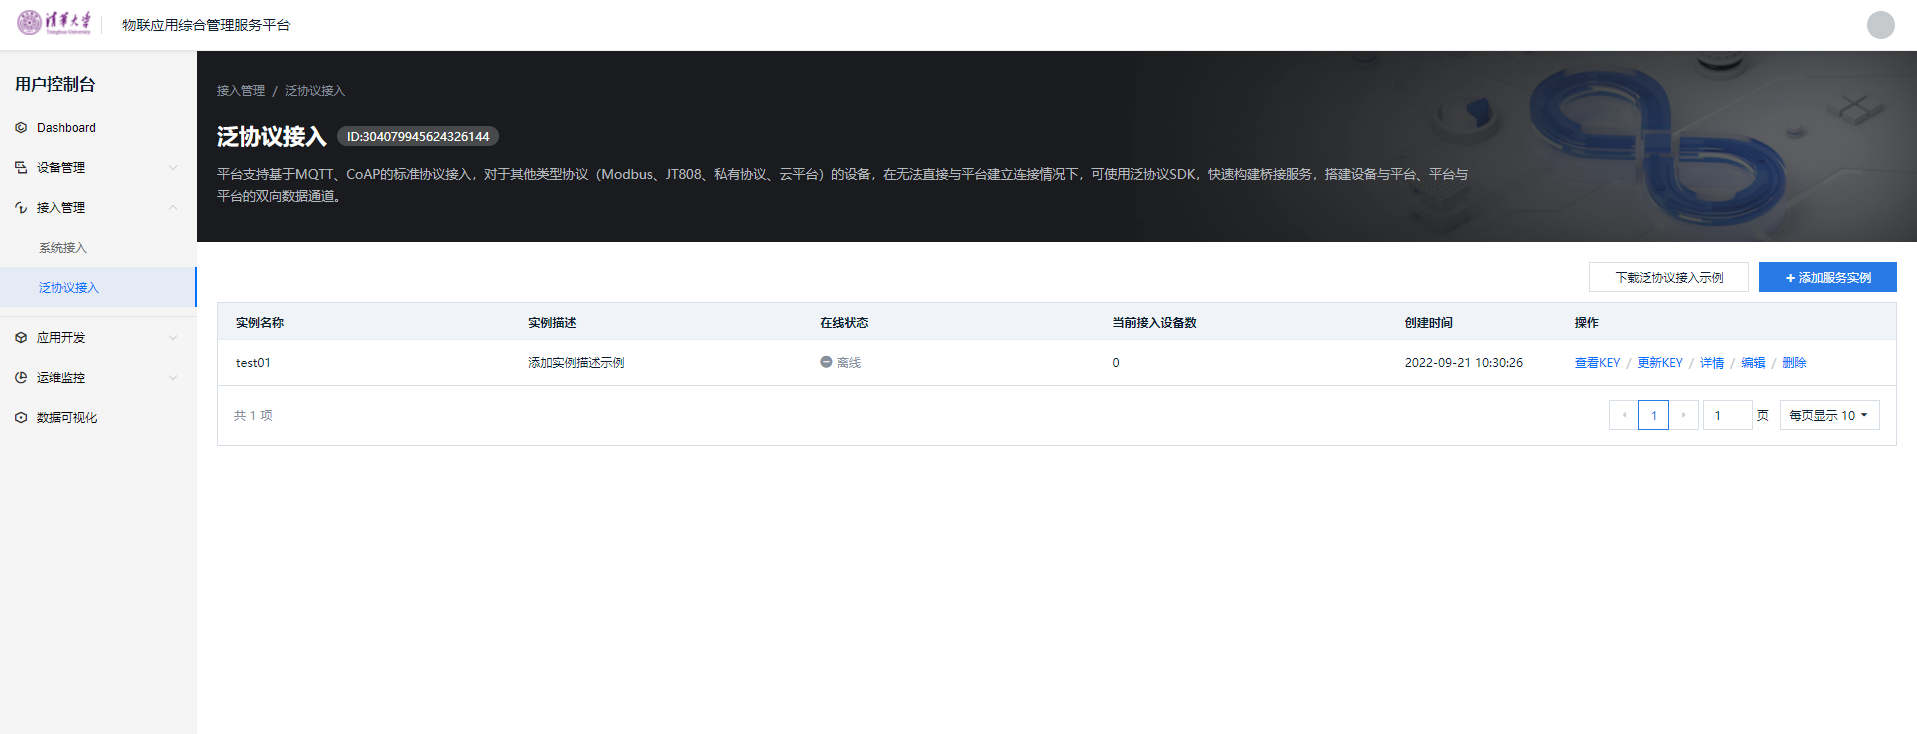 清華大学
Tsinghua University
物联应用综合管理服务平台
用户控制台
Dashboard
设备管理
接入管理
系统接入
泛协议接入
应用开发
运维监控
数据可视化
接入管理 / 泛协议接入
泛协议接入 ID:304079945624326144
平台支持基于MQTT、CoAP的标准协议接入，对于其他类型协议（Modbus、JT808、私有协议、云平台）的设备，在无法直接与平台建立连接情况下，可使用泛协议SDK，快速构建桥接服务，搭建设备与平台、平台与
平台的双向数据通道。
下载泛协议接入示例 + 添加服务实例
实例名称 实例描述 在线状态 当前接入设备数 创建时间 操作
test01 添加实例描述示例 离线 0 2022-09-21 10:30:26 查看KEY / 更新KEY / 详情 / 编辑 / 删除
共 1 项 1 1 页 每页显示 10